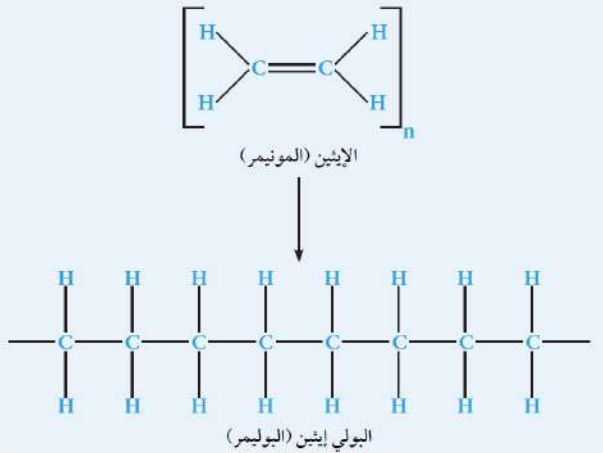 H H
C C
H H
n
الإيثين (المونيمر)
H H H H H H H H
C C C C C C C C
H H H H H H H H
البولي إيثين (البوليمر)